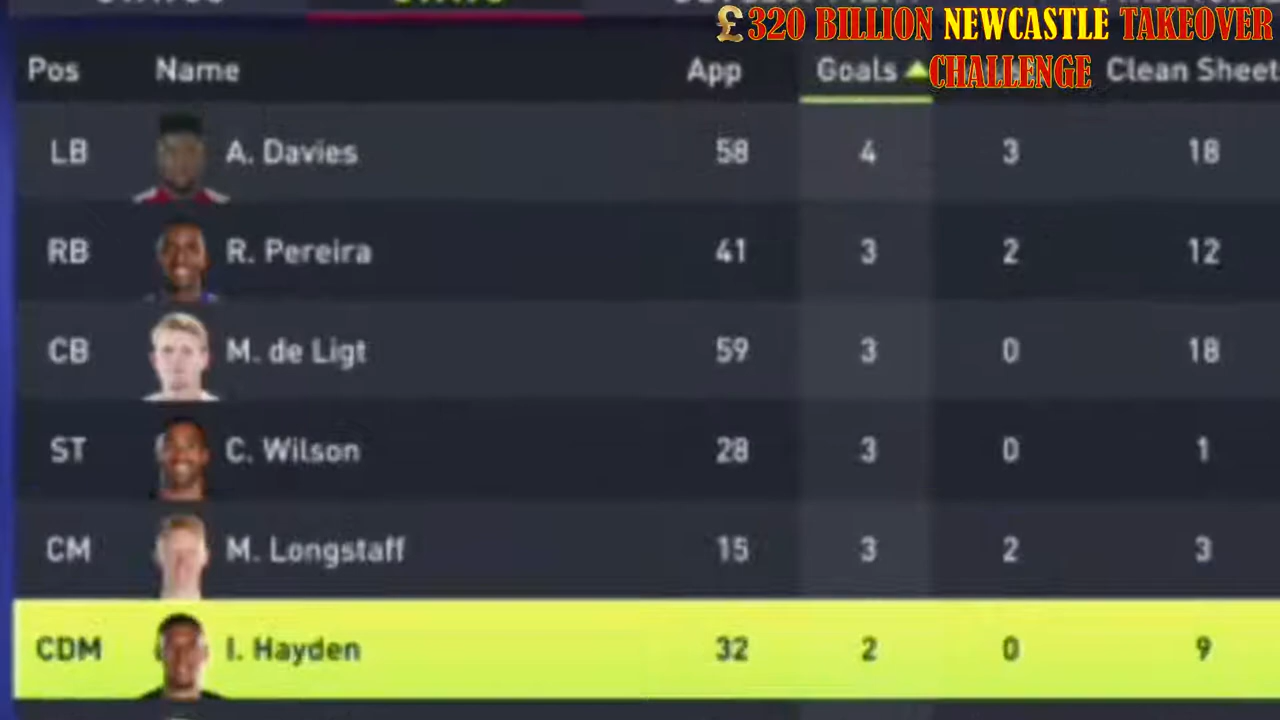 £320 BILLION NEWCASTLE TAKEOVER
CHALLENGE
Pos Name App Goals Clean Sheet
LB A. Davies 58 4 3 18
RB R. Pereira 41 3 2 12
CB M. de Ligt 59 3 0 18
ST C. Wilson 28 3 0 1
CM M. Longstaff 15 3 2 3
CDM I. Hayden 32 2 0 9